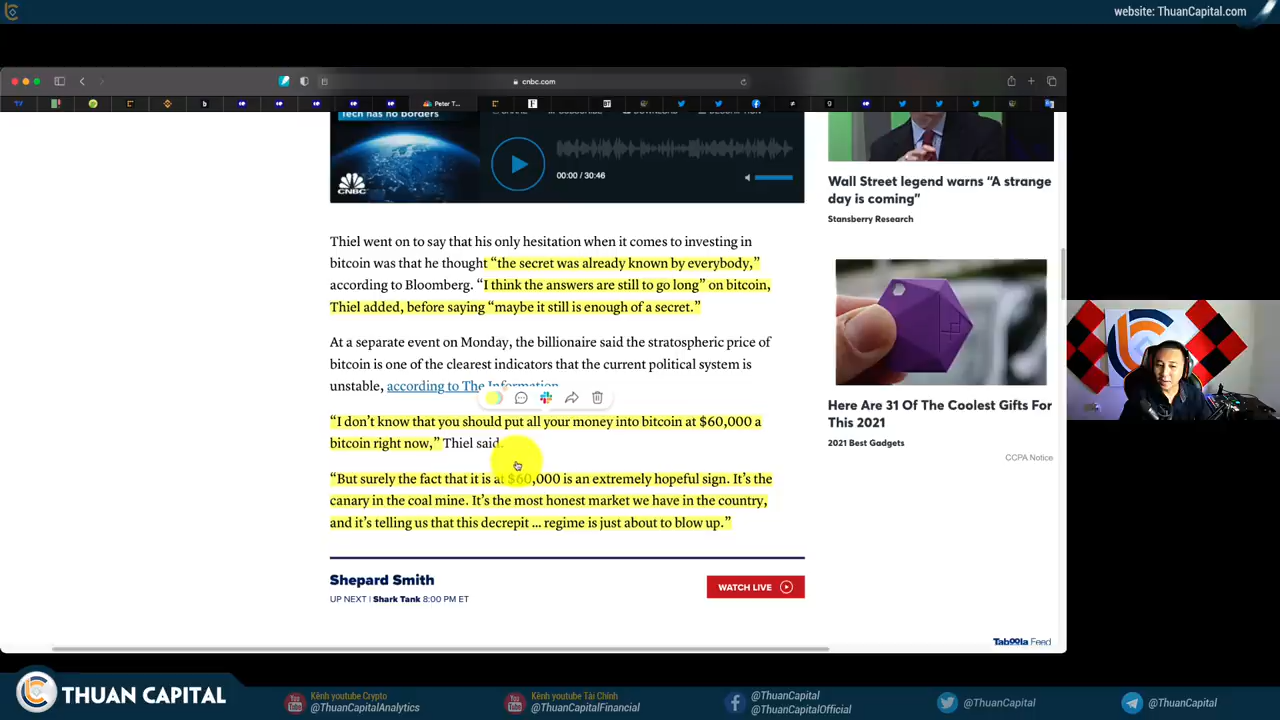 website: ThuanCapital.com
cnbc.com
Peter T...
Tech has no borders
CNBC
00:00 / 30:46
Thiel went on to say that his only hesitation when it comes to investing in
bitcoin was that he thought “the secret was already known by everybody,”
according to Bloomberg. “I think the answers are still to go long” on bitcoin,
Thiel added, before saying “maybe it still is enough of a secret.”
At a separate event on Monday, the billionaire said the stratospheric price of
bitcoin is one of the clearest indicators that the current political system is
unstable, according to The Information.
“I don’t know that you should put all your money into bitcoin at $60,000 a
bitcoin right now,” Thiel said.
“But surely the fact that it is at $60,000 is an extremely hopeful sign. It’s the
canary in the coal mine. It’s the most honest market we have in the country,
and it’s telling us that this decrepit ... regime is just about to blow up.”
Shepard Smith
UP NEXT | Shark Tank 8:00 PM ET
WATCH LIVE
Wall Street legend warns “A strange
day is coming”
Stansberry Research
Here Are 31 Of The Coolest Gifts For
This 2021
2021 Best Gadgets
CCPA Notice
Taboola Feed
THUAN CAPITAL
Kênh youtube Crypto
@ThuanCapitalAnalytics
Kênh youtube Tài Chính
@ThuanCapitalFinancial
@ThuanCapital
@ThuanCapitalOfficial
@ThuanCapital
@ThuanCapital